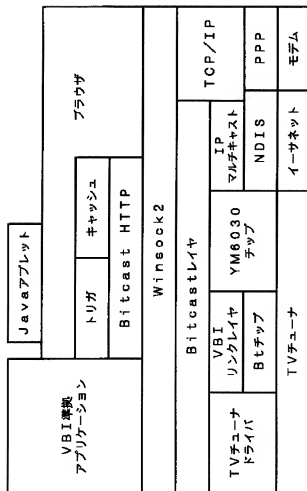 Javaアプレット
VBI準拠
アプリケーション
ブラウザ
トリガ
キャッシュ
Bitcast HTTP
Winsock2
Bitcastレイヤ
TCP/IP
TVチューナ
ドライバ
VBI
リンクレイヤ
YM6030
チップ
IP
マルチキャスト
Btチップ
NDIS
PPP
TVチューナ
イーサネット
モデム